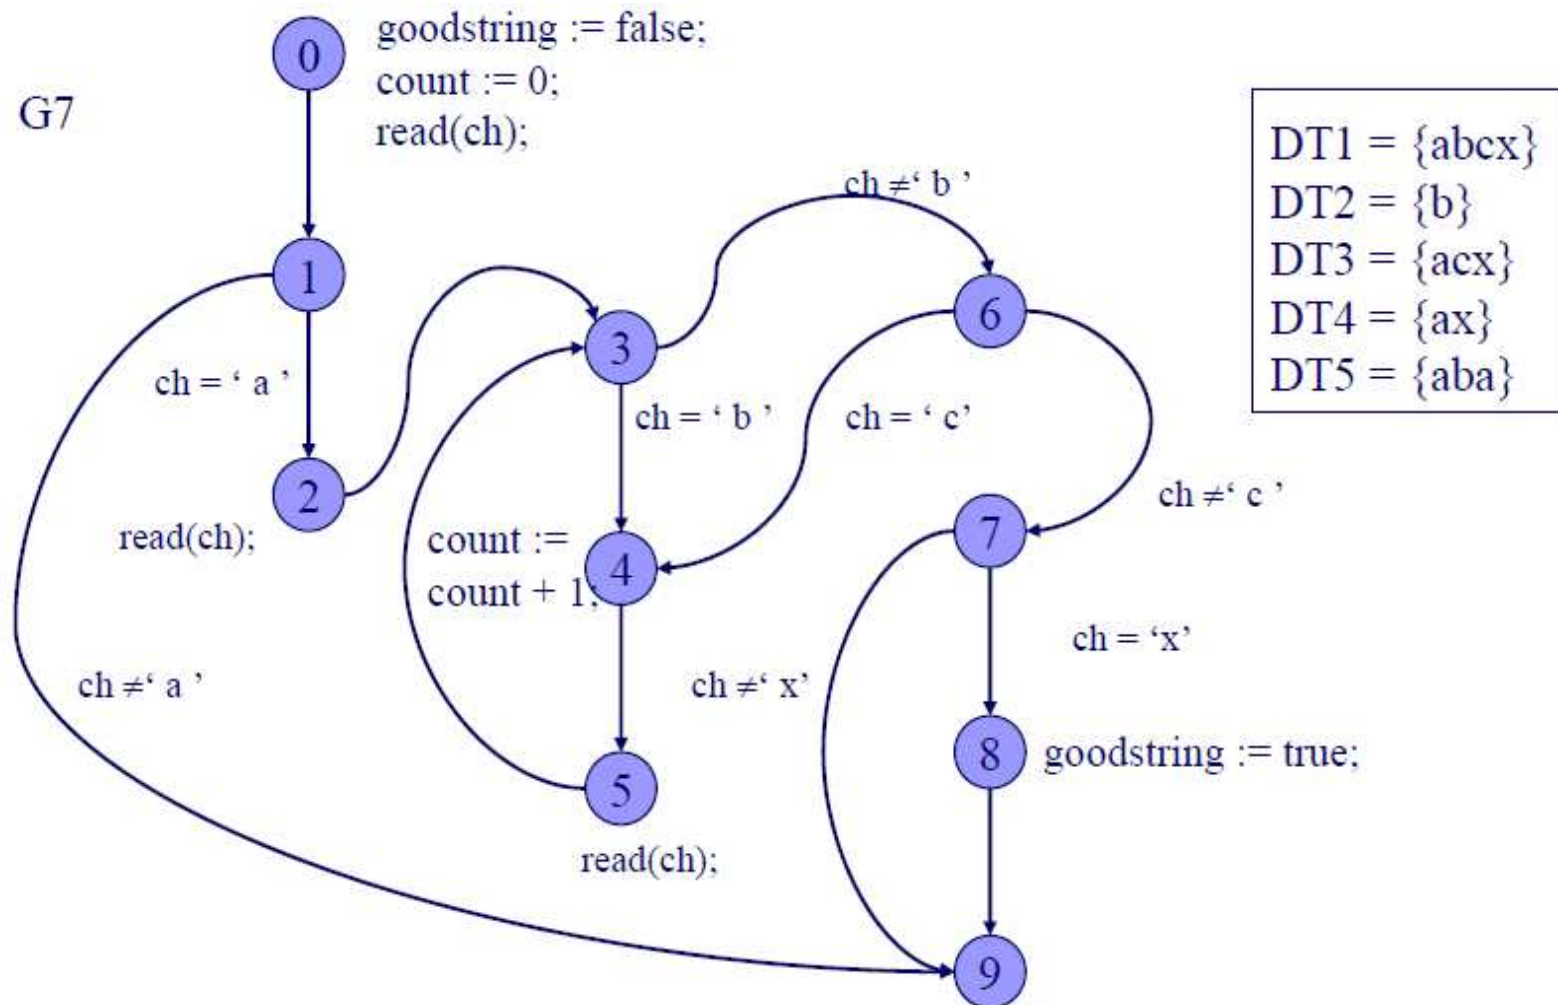 G7
0
goodstring := false;
count := 0;
read(ch);
DT1 = {abcx}
DT2 = {b}
DT3 = {acx}
DT4 = {ax}
DT5 = {aba}
ch ≠‘ b ’
1
6
3
ch = ‘ a ’
ch = ‘ b ’
ch = ‘ c’
2
ch ≠‘ c ’
read(ch);
count :=
count + 1;
4
7
ch = ‘x’
ch ≠‘ a ’
ch ≠‘ x’
8
goodstring := true;
5
read(ch);
9